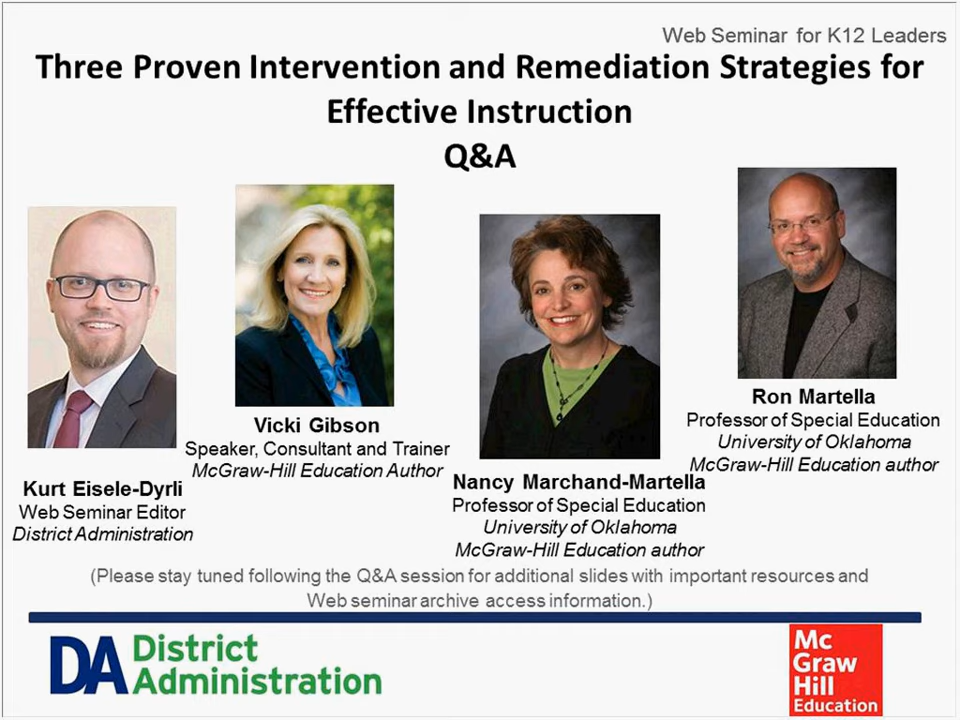 Web Seminar for K12 Leaders
Three Proven Intervention and Remediation Strategies for
Effective Instruction
Q&A
Kurt Eisele-Dyrli
Web Seminar Editor
District Administration
Vicki Gibson
Speaker, Consultant and Trainer
McGraw-Hill Education Author
Nancy Marchand-Martella
Professor of Special Education
University of Oklahoma
McGraw-Hill Education author
Ron Martella
Professor of Special Education
University of Oklahoma
McGraw-Hill Education author
(Please stay tuned following the Q&A session for additional slides with important resources and
Web seminar archive access information.)
DA District
Administration
Mc
Graw
Hill
Education